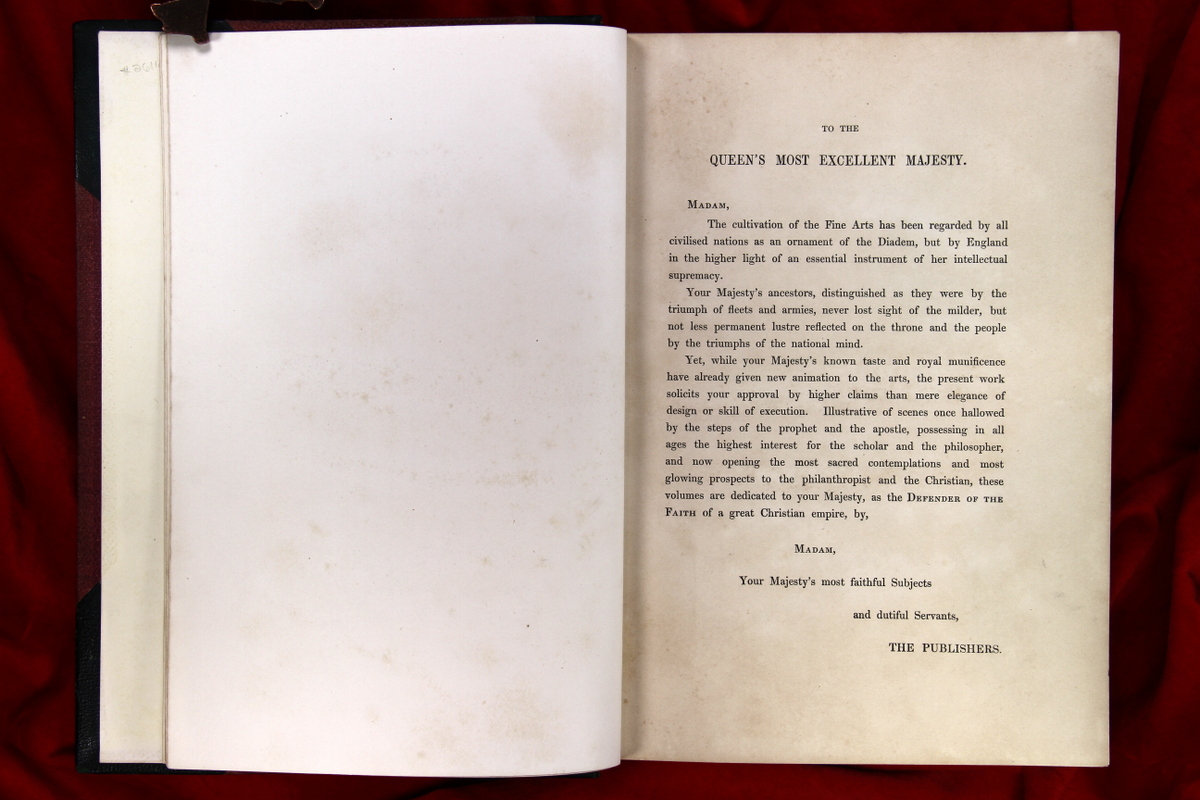 TO THE
QUEEN'S MOST EXCELLENT MAJESTY.
MADAM,
The cultivation of the Fine Arts has been regarded by all
civilised nations as an ornament of the Diadem, but by England
in the higher light of an essential instrument of her intellectual
supremacy.
Your Majesty's ancestors, distinguished as they were by the
triumph of fleets and armies, never lost sight of the milder, but
not less permanent lustre reflected on the throne and the people
by the triumphs of the national mind.
Yet, while your Majesty's known taste and royal munificence
have already given new animation to the arts, the present work
solicits your approval by higher claims than mere elegance of
design or skill of execution. Illustrative of scenes once hallowed
by the steps of the prophet and the apostle, possessing in all
ages the highest interest for the scholar and the philosopher,
and now opening the most sacred contemplations and most
glowing prospects to the philanthropist and the Christian, these
volumes are dedicated to your Majesty, as the DEFENDER OF THE
FAITH of a great Christian empire, by,
MADAM,
Your Majesty's most faithful Subjects
and dutiful Servants,
THE PUBLISHERS.